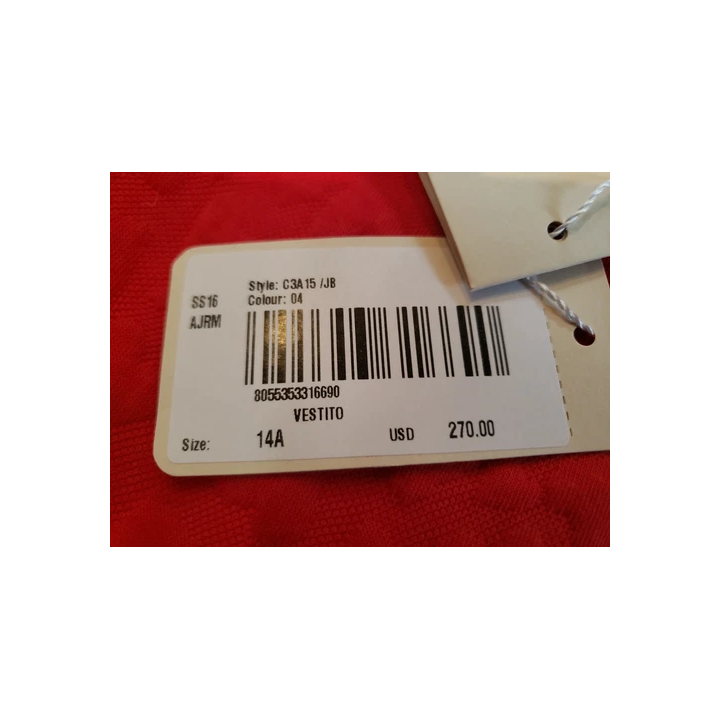 Style: C3A15 /JB
SS16
Colour: 04
AJRM
8055353316690
VESTITO
Size: 14A USD 270.00